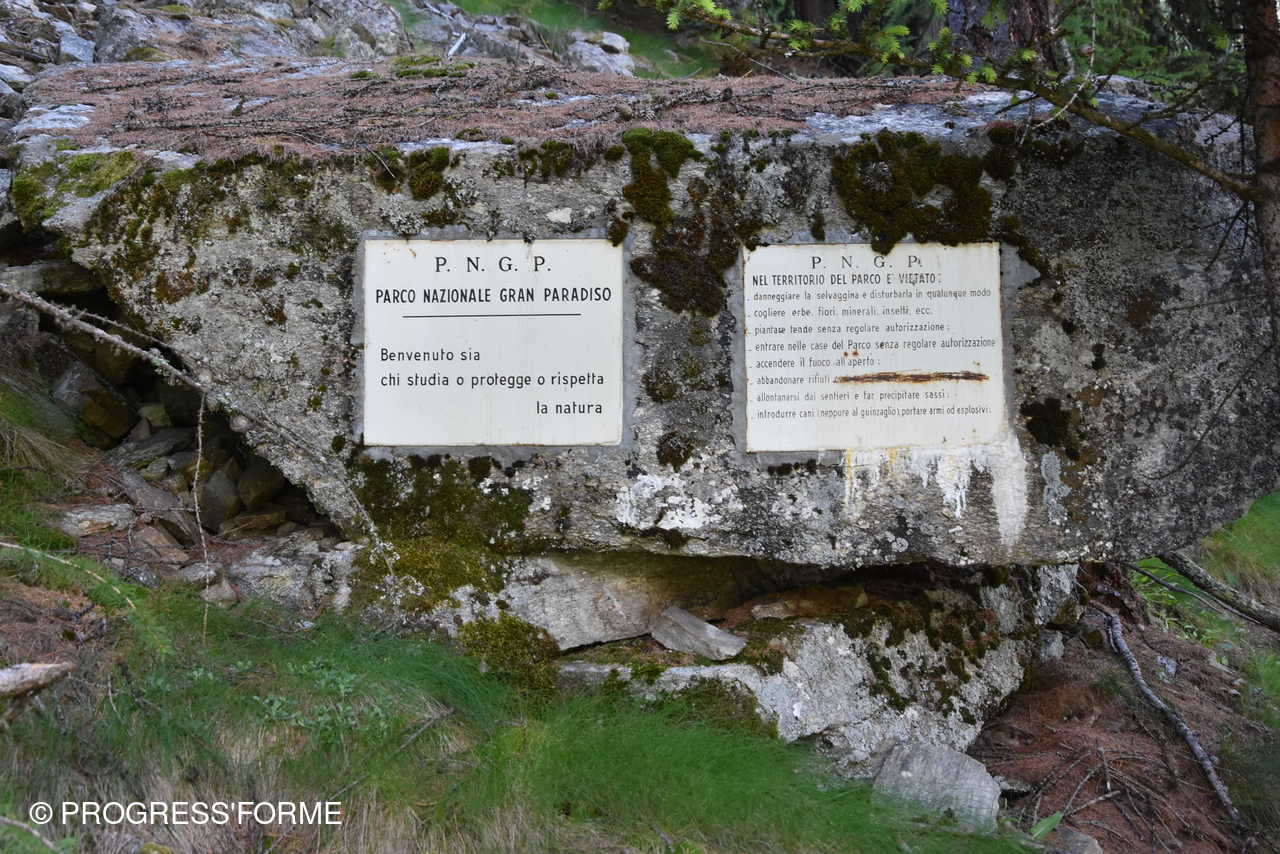 P. N. G. P.
PARCO NAZIONALE GRAN PARADISO
Benvenuto sia
chi studia o protegge o rispetta
la natura
P. N. G. P.
NEL TERRITORIO DEL PARCO E' VIETATO:
- danneggiare la selvaggina e disturbarla in qualunque modo
- cogliere erbe, fiori, minerali, insetti, ecc.
- piantare tende senza regolare autorizzazione;
- entrare nelle case del Parco senza regolare autorizzazione
- accendere il fuoco all'aperto;
- abbandonare rifiuti
- allontanarsi dai sentieri e far precipitare sassi;
- introdurre cani (neppure al guinzaglio), portare armi od esplosivi;
© PROGRESS'FORME